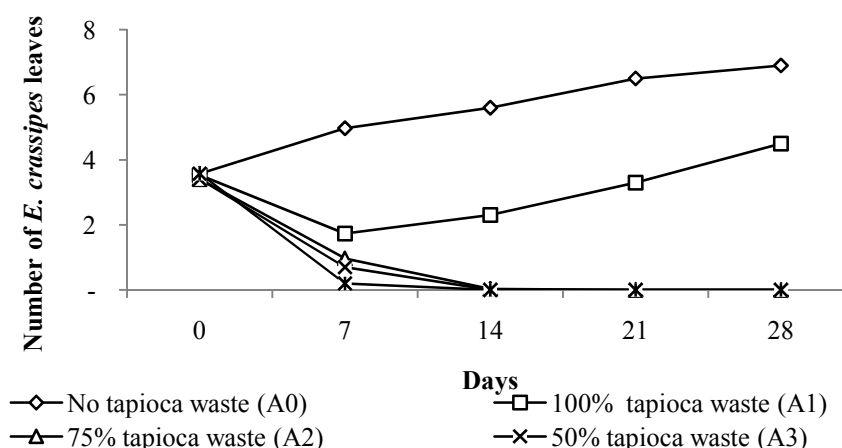 8
6
4
2
-
Number of E. crassipes leaves
0 7 14 21 28
Days
No tapioca waste (A0) 100% tapioca waste (A1)
75% tapioca waste (A2) 50% tapioca waste (A3)